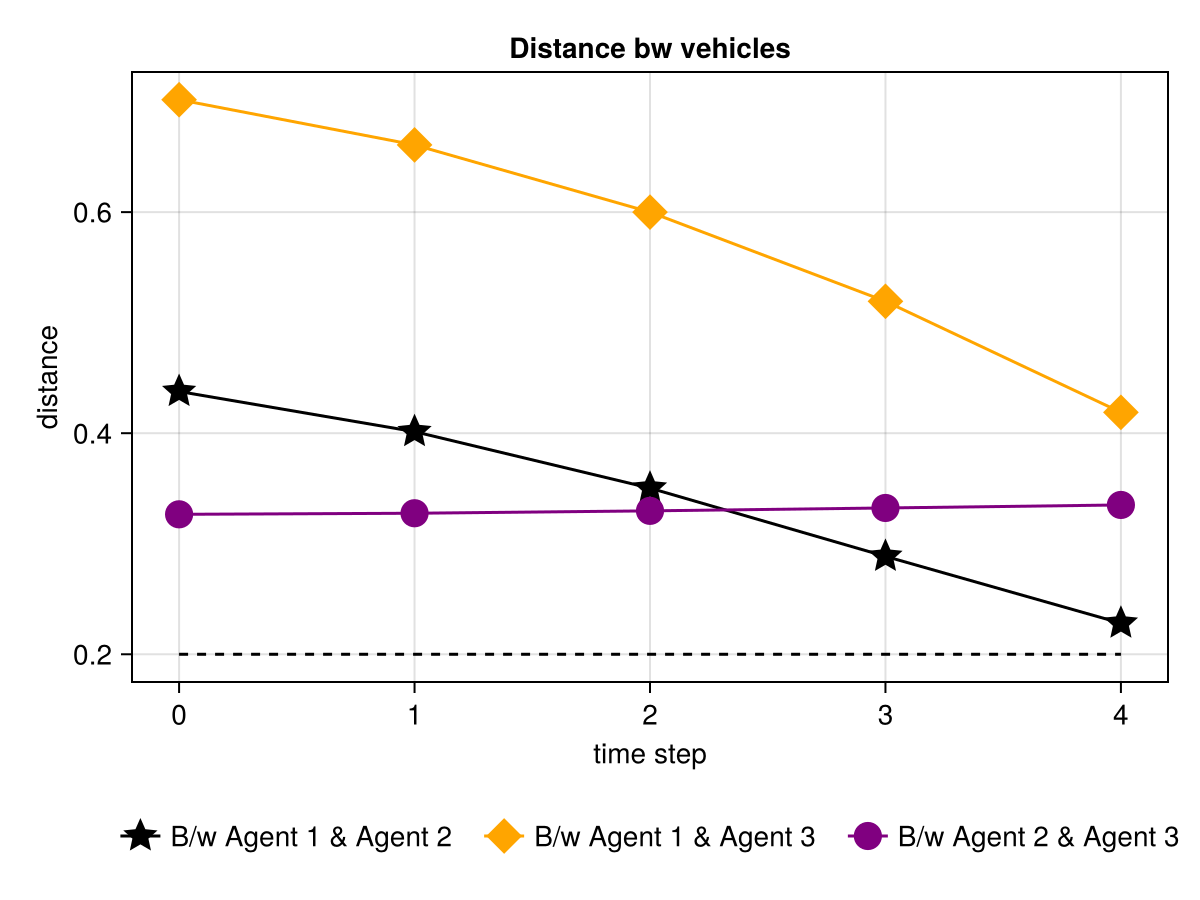 Distance bw vehicles
distance
0.6
0.4
0.2
0 1 2 3 4
time step
B/w Agent 1 & Agent 2 B/w Agent 1 & Agent 3 B/w Agent 2 & Agent 3